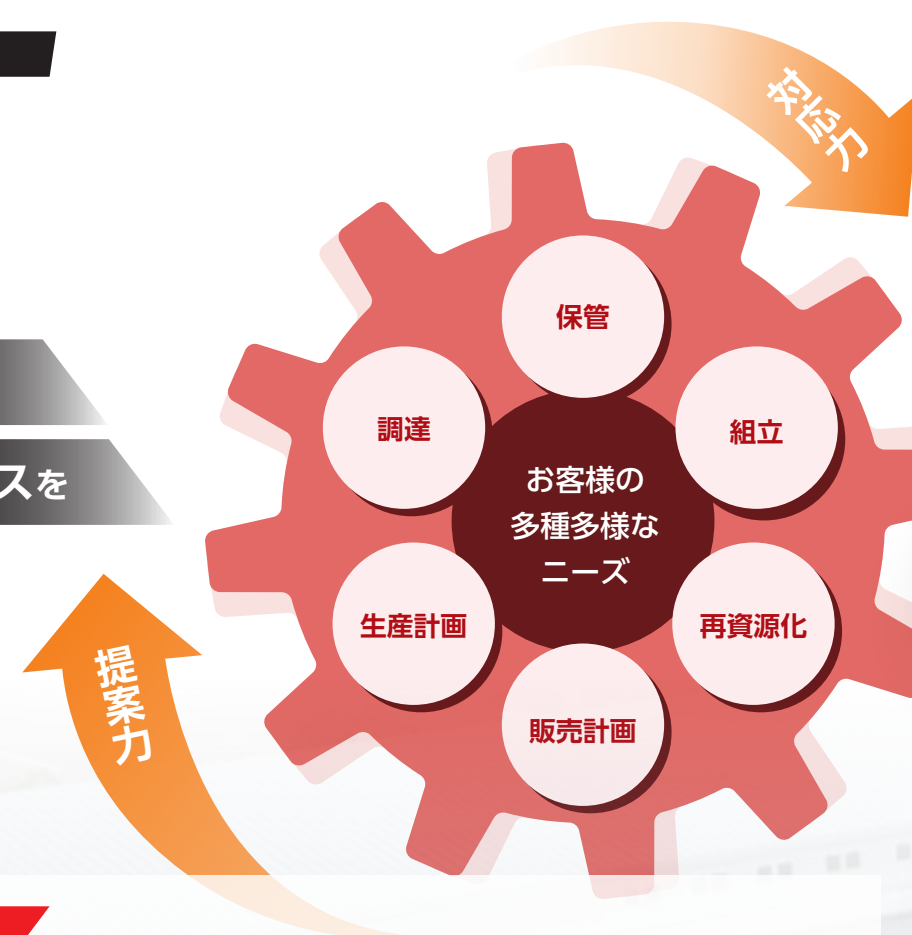 対応力
保管
調達
組立
お客様の
多種多様な
ニーズ
スを
生産計画
再資源化
提案力
販売計画